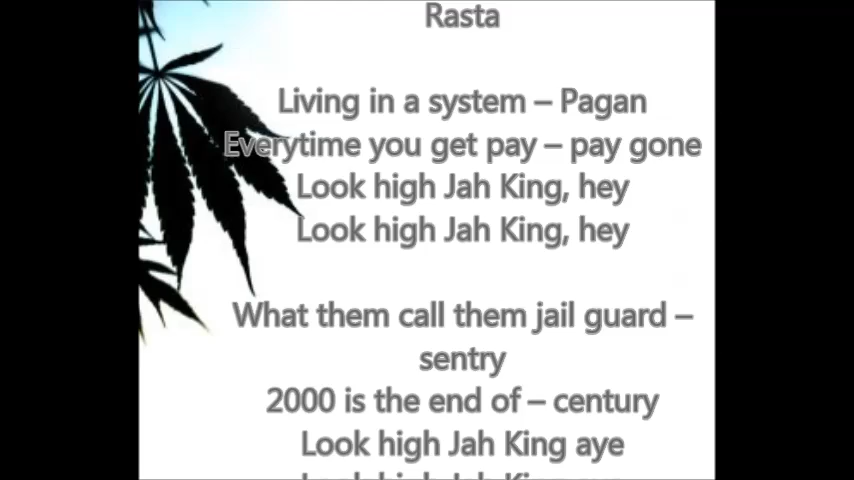 Rasta
Living in a system – Pagan
Everytime you get pay – pay gone
Look high Jah King, hey
Look high Jah King, hey
What them call them jail guard –
sentry
2000 is the end of – century
Look high Jah King aye